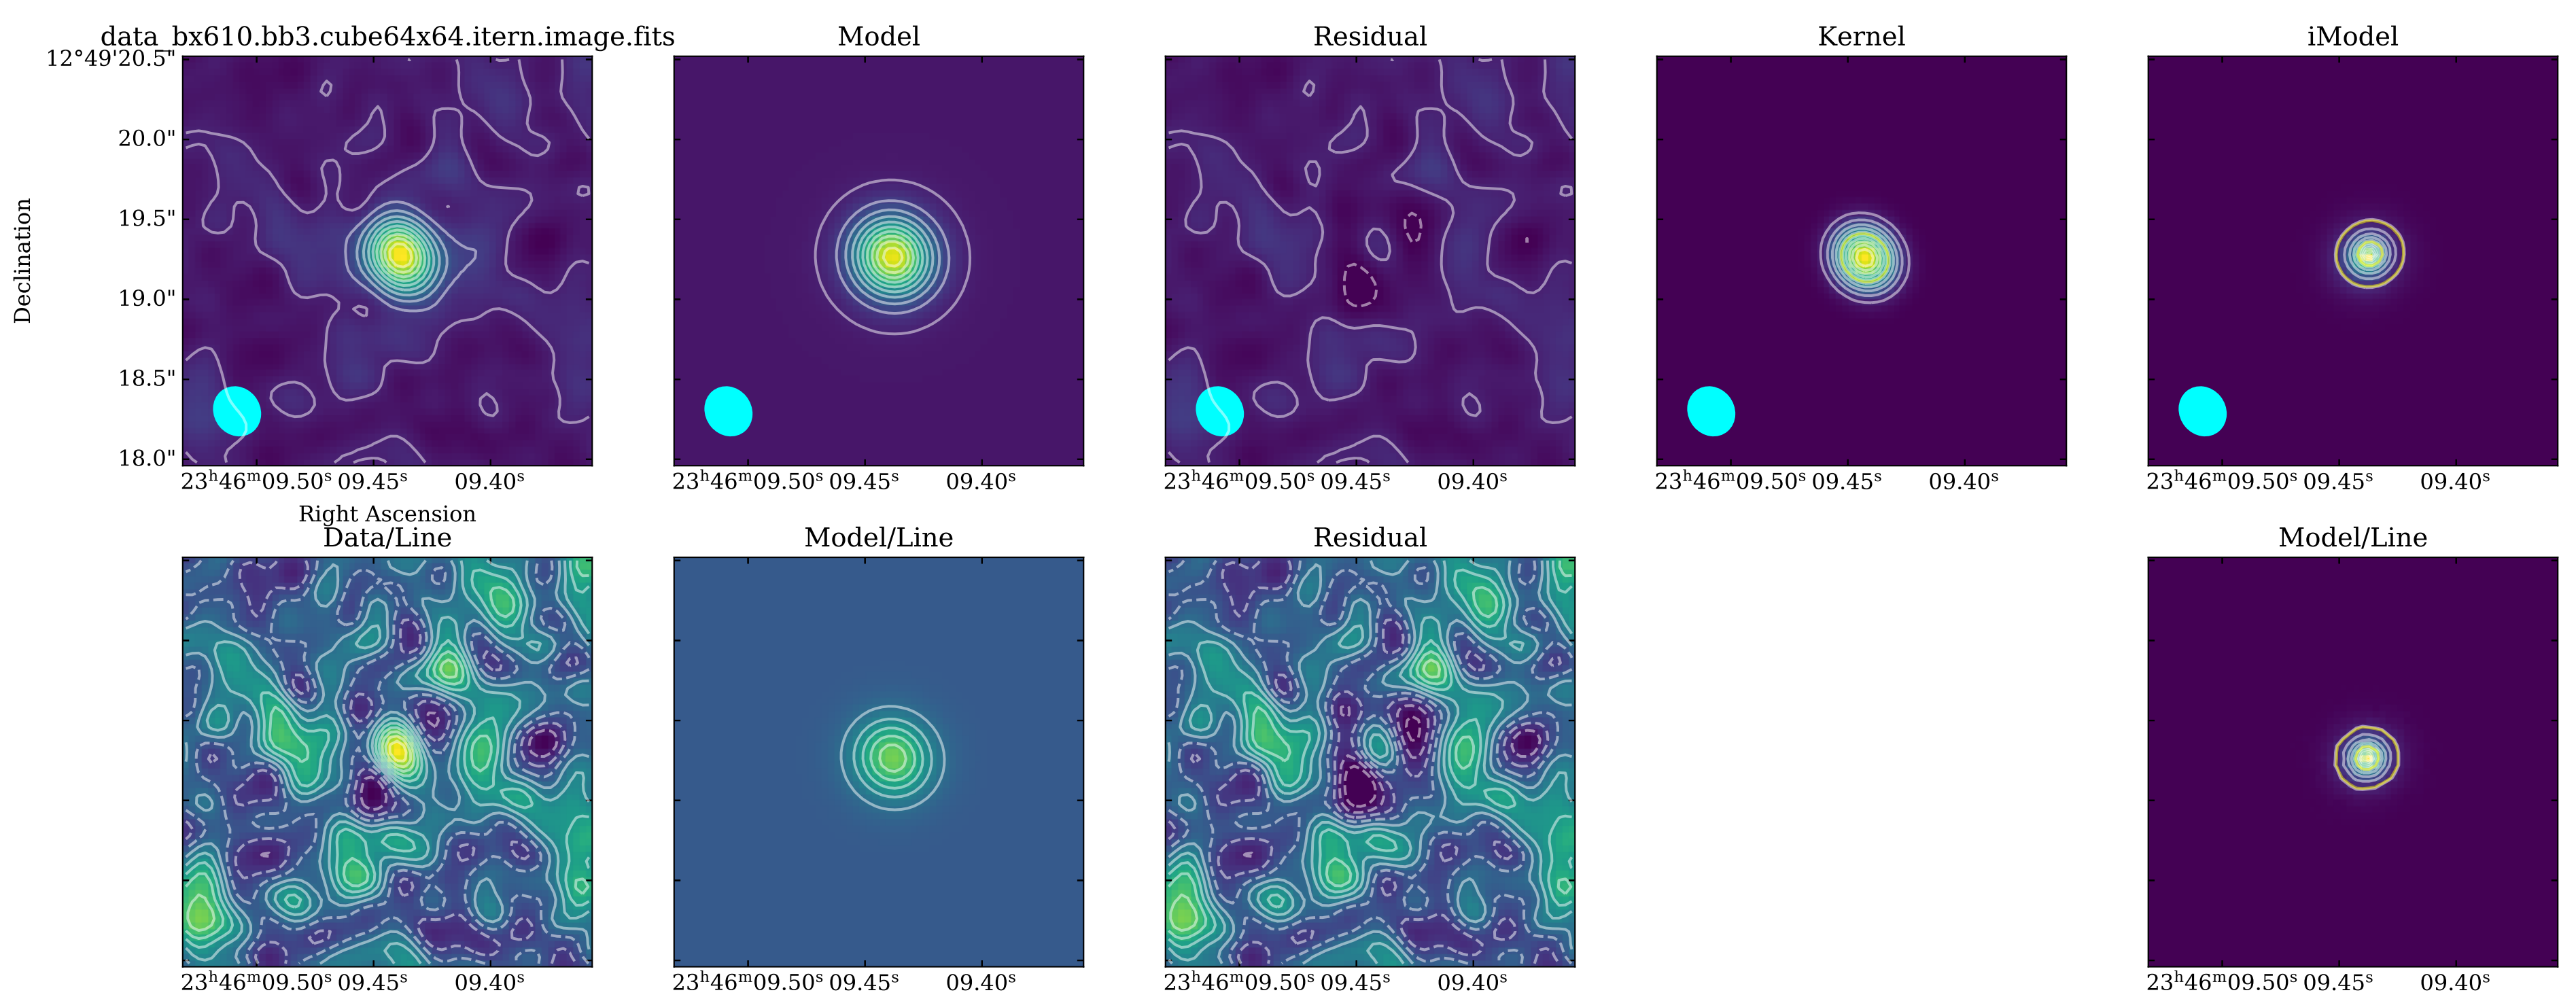 data_bx610.bb3.cube64x64.itern.image.fits
Model
Residual
Kernel
iModel
12°49'20.5"
20.0"
19.5"
19.0"
18.5"
18.0"
Declination
23ʰ46ᵐ09.50ˢ 09.45ˢ 09.40ˢ
23ʰ46ᵐ09.50ˢ 09.45ˢ 09.40ˢ
23ʰ46ᵐ09.50ˢ 09.45ˢ 09.40ˢ
23ʰ46ᵐ09.50ˢ 09.45ˢ 09.40ˢ
23ʰ46ᵐ09.50ˢ 09.45ˢ 09.40ˢ
Right Ascension
Data/Line
Model/Line
Residual
Model/Line
23ʰ46ᵐ09.50ˢ 09.45ˢ 09.40ˢ
23ʰ46ᵐ09.50ˢ 09.45ˢ 09.40ˢ
23ʰ46ᵐ09.50ˢ 09.45ˢ 09.40ˢ
23ʰ46ᵐ09.50ˢ 09.45ˢ 09.40ˢ